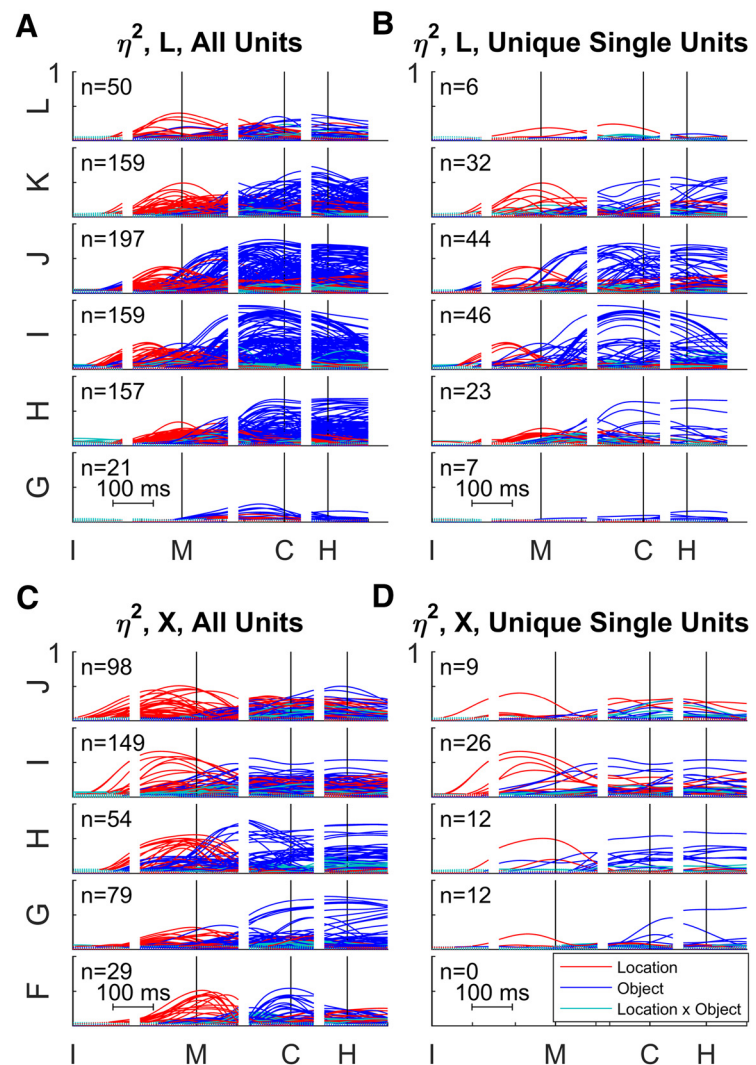 A
η², L, All Units
1
L
n=50
K
n=159
J
n=197
I
n=159
H
n=157
G
n=21
100 ms
I M C H
B
η², L, Unique Single Units
n=6
n=32
n=44
n=46
n=23
n=7
100 ms
I M C H
C
η², X, All Units
1
J
n=98
I
n=149
H
n=54
G
n=79
F
n=29
100 ms
I M C H
D
η², X, Unique Single Units
n=9
n=26
n=12
n=12
n=0
100 ms
Location
Object
Location x Object
I M C H